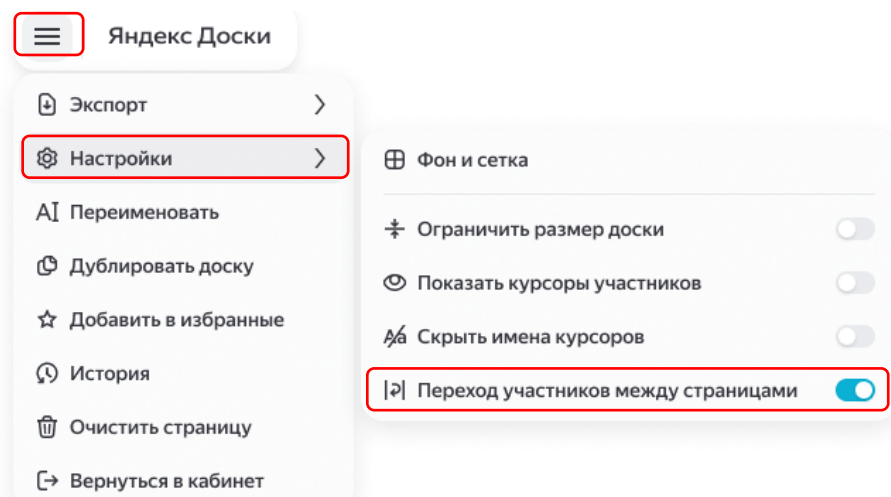 Яндекс Доски
Экспорт
Настройки
Переименовать
Дублировать доску
Добавить в избранные
История
Очистить страницу
Вернуться в кабинет
Фон и сетка
Ограничить размер доски
Показать курсоры участников
Скрыть имена курсоров
Переход участников между страницами